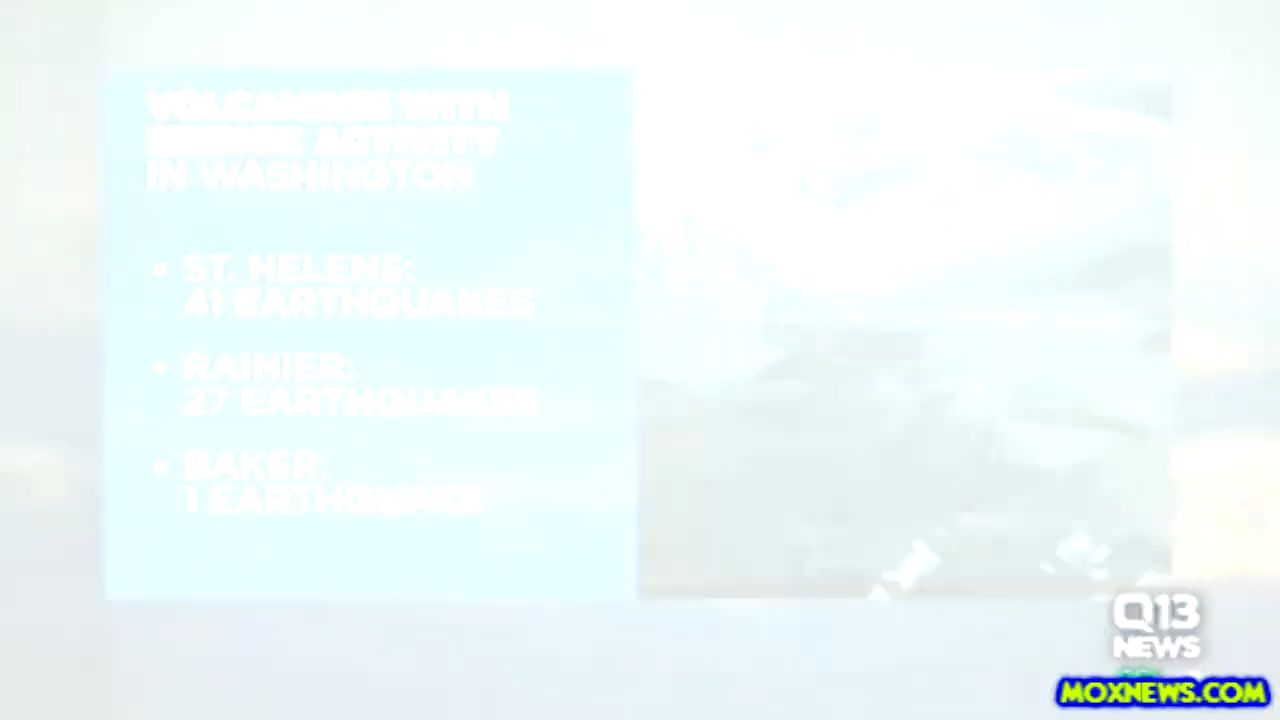 VOLCANOES WITH
SEISMIC ACTIVITY
IN WASHINGTON
• ST. HELENS:
41 EARTHQUAKES
• RAINIER:
27 EARTHQUAKES
• BAKER:
1 EARTHQUAKE
Q13
NEWS
MOXNEWS.COM